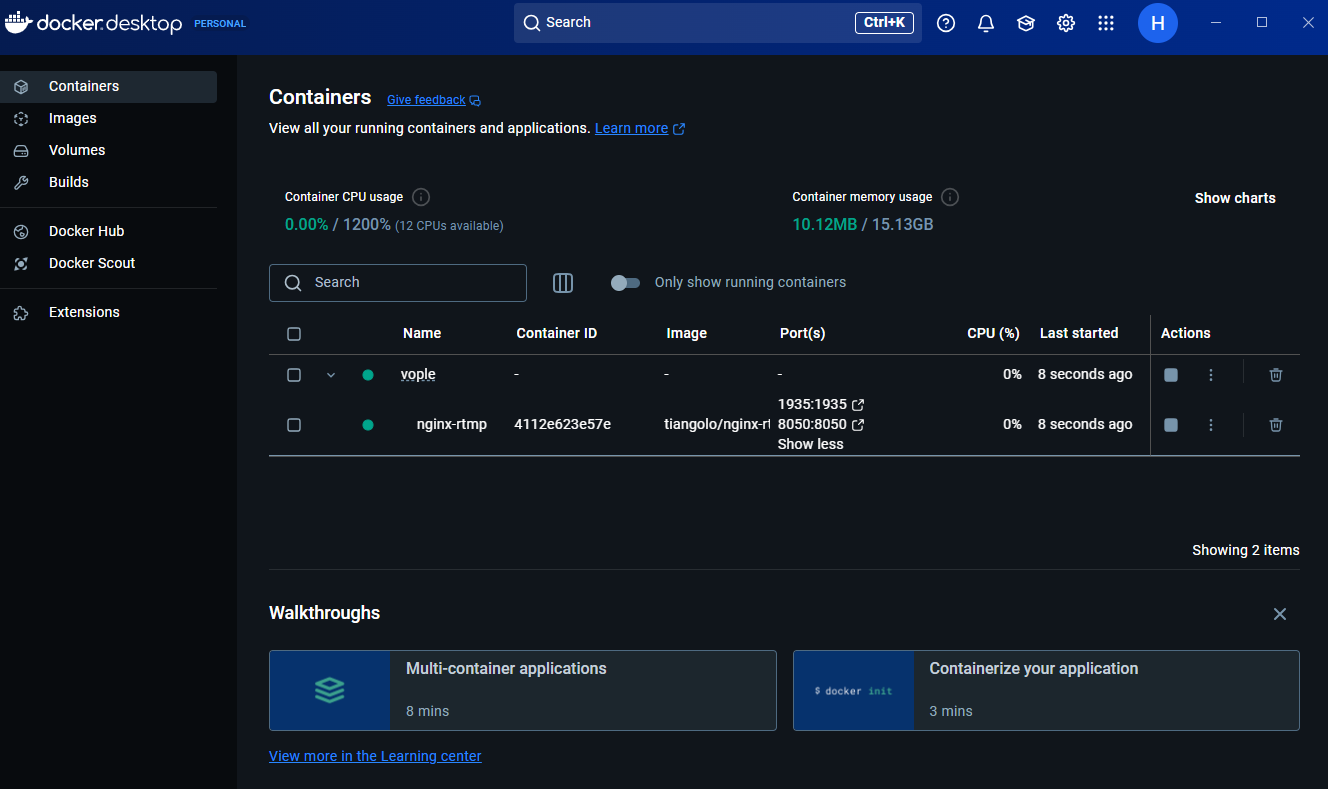 docker.desktop PERSONAL
Search
Ctrl+K
H
Containers
Images
Volumes
Builds
Docker Hub
Docker Scout
Extensions
Containers Give feedback
View all your running containers and applications. Learn more
Container CPU usage
0.00% / 1200% (12 CPUs available)
Container memory usage
10.12MB / 15.13GB
Show charts
Search
Only show running containers
Name Container ID Image Port(s) CPU (%) Last started Actions
vople - - - 0% 8 seconds ago
nginx-rtmp 4112e623e57e tiangolo/nginx-rt 1935:1935
8050:8050
Show less
0% 8 seconds ago
Showing 2 items
Walkthroughs
Multi-container applications
8 mins
$ docker init
Containerize your application
3 mins
View more in the Learning center